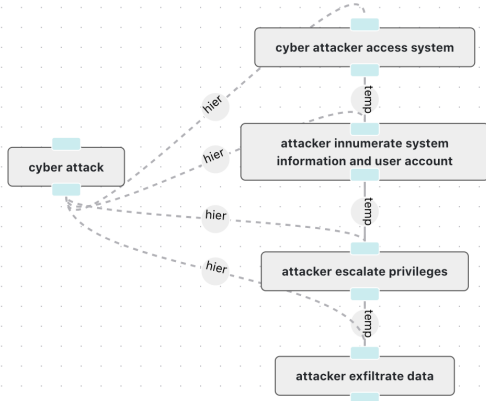 cyber attacker access system
hier
temp
attacker innumerate system
information and user account
hier
cyber attack
hier
temp
attacker escalate privileges
hier
temp
attacker exfiltrate data